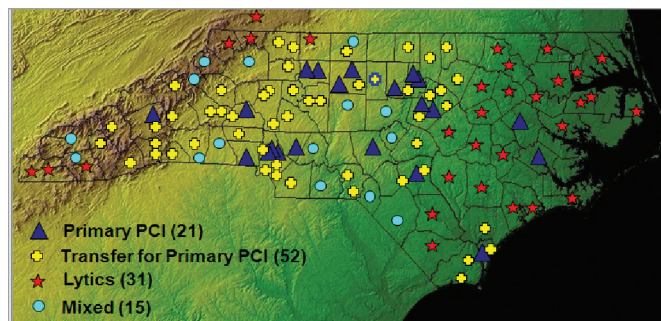 Primary PCI (21)
Transfer for Primary PCI (52)
Lytics (31)
Mixed (15)